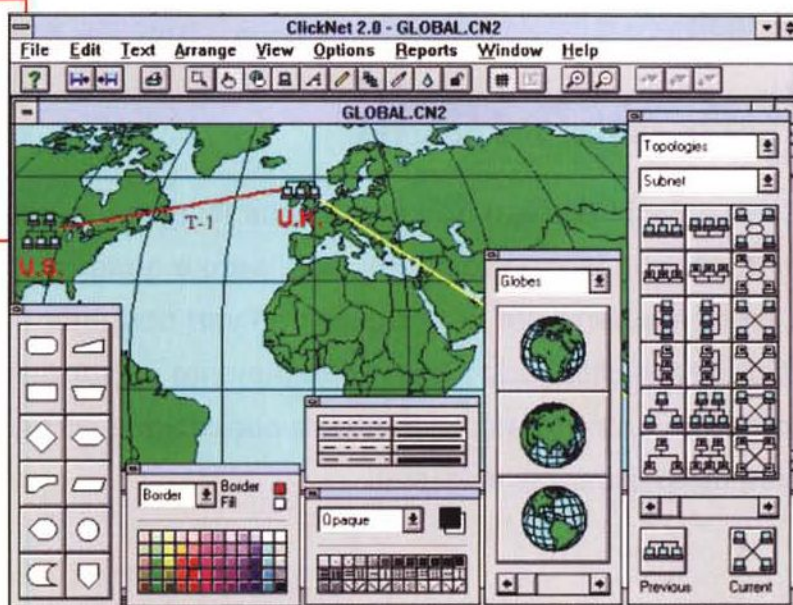 ClickNet 2.0 - GLOBAL.CN2
File Edit Text Arrange View Options Reports Window Help
?
A
GLOBAL.CN2
Topologies
Subnet
T-1
U.K.
U.S.
Globes
Border
Border
Fill
Opaque
Previous
Current